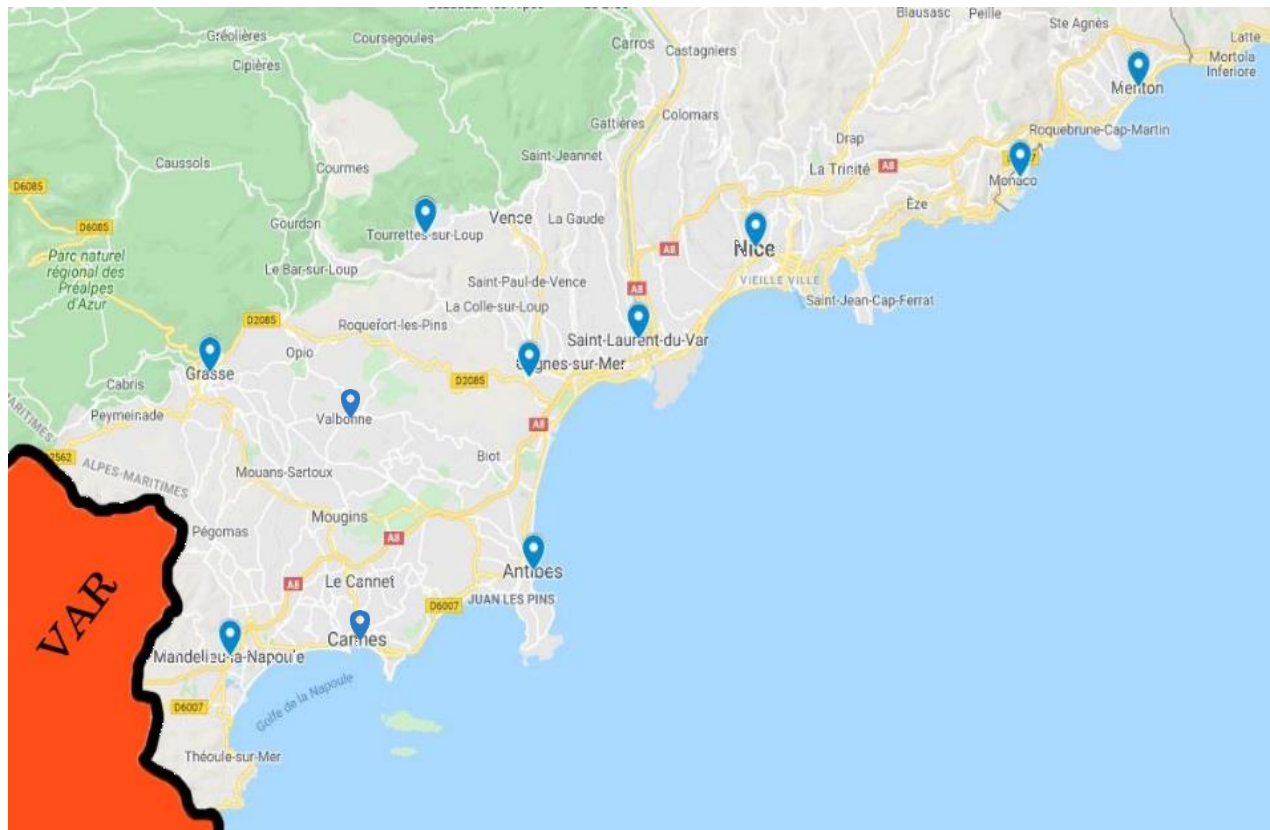 Gréolières
Coursegoules
Carros
Castagniers
Blausasc
Peille
Ste Agnès
Latte
Mortola
Inferiore
Cipières
Menton
Gattières
Colomars
Roquebrune-Cap-Martin
Drap
Caussols
Courmes
Saint-Jeannet
La Trinité
A8
Monaco
D6085
Gourdon
Tourrettes-sur-Loup
Vence
La Gaude
Èze
D6085
Nice
A8
Parc naturel
régional des
Préalpes
d'Azur
Le Bar-sur-Loup
Saint-Paul-de-Vence
VIEILLE VILLE
A8
La Colle-sur-Loup
Saint-Jean-Cap-Ferrat
D2085
Roquefort-les-Pins
Saint-Laurent-du-Var
Opio
Grasse
Cagnes-sur-Mer
Cabris
D2085
Peymeinade
Valbonne
A8
MARITIMES
D2562
ALPES-MARITIMES
Biot
Mouans-Sartoux
Mougins
Pégomas
A8
Antibes
VAR
A8
Le Cannet
D6007
JUAN LES PINS
Cannes
Mandelieu-la-Napoule
Golfe de la Napoule
D6007
Théoule-sur-Mer